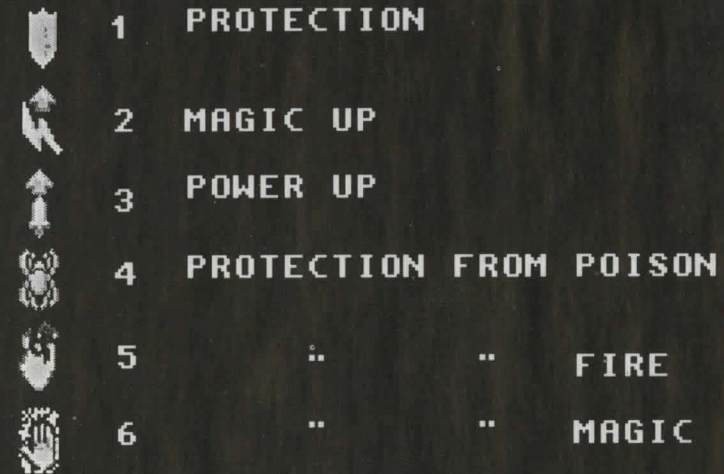 1 PROTECTION
2 MAGIC UP
3 POWER UP
4 PROTECTION FROM POISON
5 " " FIRE
6 " " MAGIC